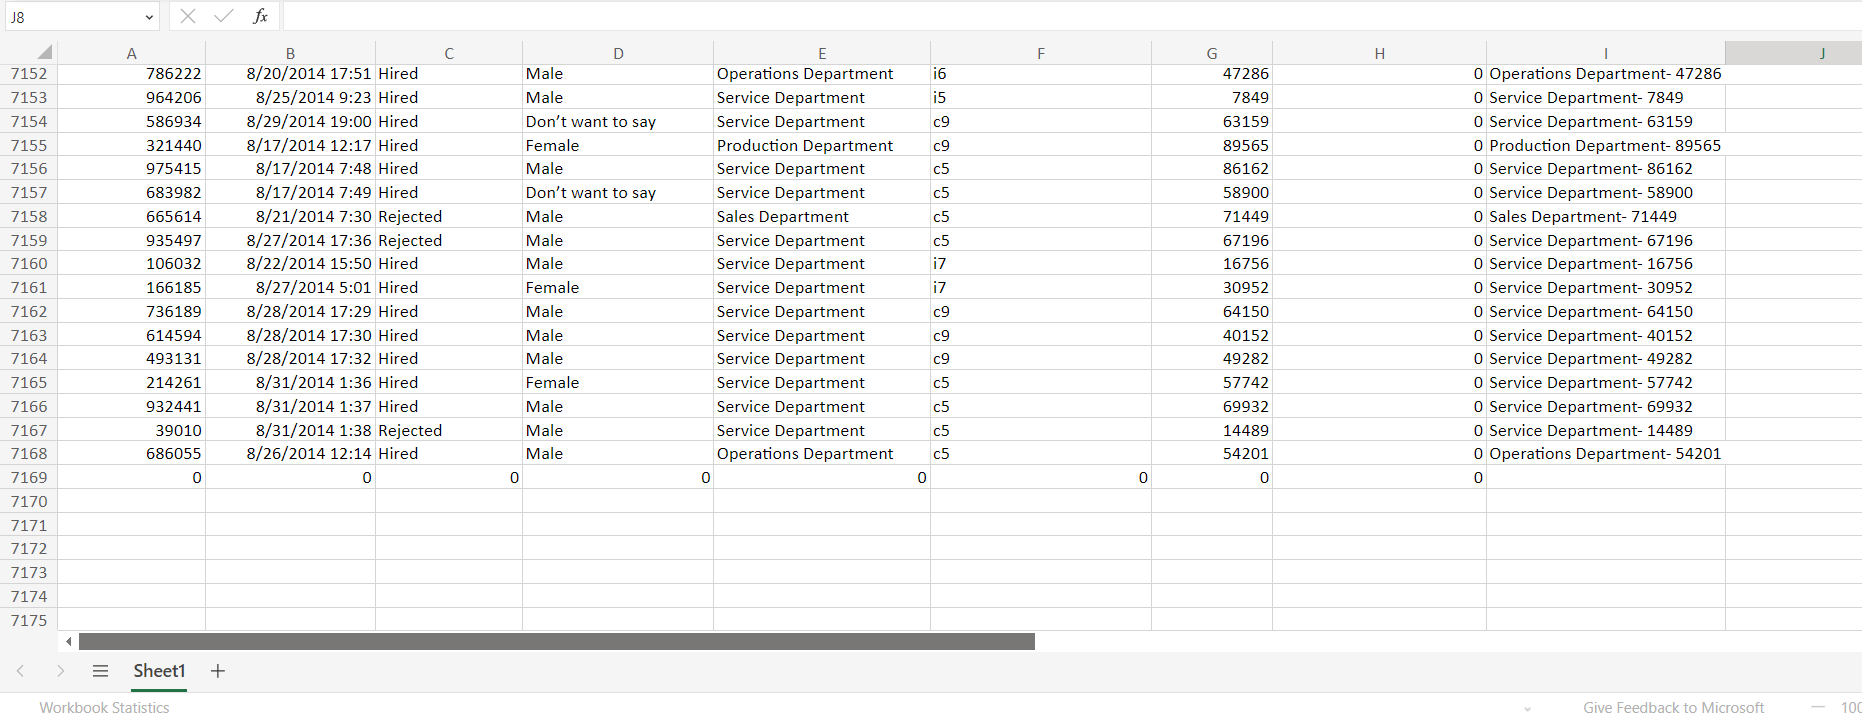 J8 fx
A B C D E F G H I J
7152 786222 8/20/2014 17:51 Hired Male Operations Department i6 47286 0 Operations Department- 47286
7153 964206 8/25/2014 9:23 Hired Male Service Department i5 7849 0 Service Department- 7849
7154 586934 8/29/2014 19:00 Hired Don’t want to say Service Department c9 63159 0 Service Department- 63159
7155 321440 8/17/2014 12:17 Hired Female Production Department c9 89565 0 Production Department- 89565
7156 975415 8/17/2014 7:48 Hired Male Service Department c5 86162 0 Service Department- 86162
7157 683982 8/17/2014 7:49 Hired Don’t want to say Service Department c5 58900 0 Service Department- 58900
7158 665614 8/21/2014 7:30 Rejected Male Sales Department c5 71449 0 Sales Department- 71449
7159 935497 8/27/2014 17:36 Rejected Male Service Department c5 67196 0 Service Department- 67196
7160 106032 8/22/2014 15:50 Hired Male Service Department i7 16756 0 Service Department- 16756
7161 166185 8/27/2014 5:01 Hired Female Service Department i7 30952 0 Service Department- 30952
7162 736189 8/28/2014 17:29 Hired Male Service Department c9 64150 0 Service Department- 64150
7163 614594 8/28/2014 17:30 Hired Male Service Department c9 40152 0 Service Department- 40152
7164 493131 8/28/2014 17:32 Hired Male Service Department c9 49282 0 Service Department- 49282
7165 214261 8/31/2014 1:36 Hired Female Service Department c5 57742 0 Service Department- 57742
7166 932441 8/31/2014 1:37 Hired Male Service Department c5 69932 0 Service Department- 69932
7167 39010 8/31/2014 1:38 Rejected Male Service Department c5 14489 0 Service Department- 14489
7168 686055 8/26/2014 12:14 Hired Male Operations Department c5 54201 0 Operations Department- 54201
7169 0 0 0 0 0 0 0 0
7170
7171
7172
7173
7174
7175
Sheet1
Workbook Statistics Give Feedback to Microsoft 100